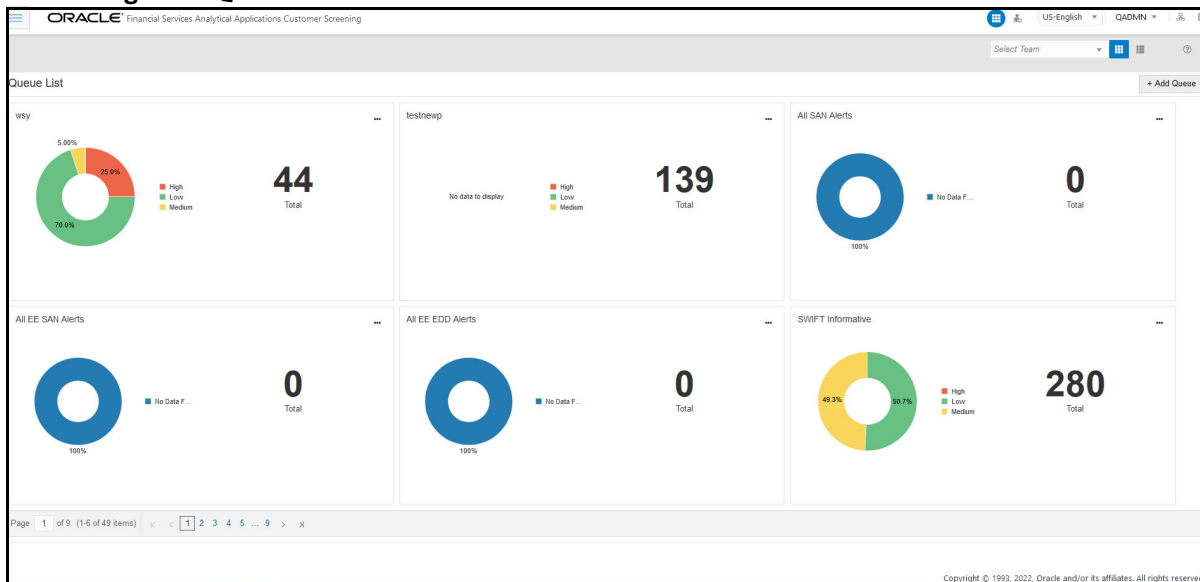 ORACLE Financial Services Analytical Applications Customer Screening US-English QADMN
Select Team
Queue List + Add Queue
wsy ...
5.00%
25.0%
70.0%
High
Low
Medium
44
Total
testnewp ...
No data to display
High
Low
Medium
139
Total
All SAN Alerts ...
100%
No Data F...
0
Total
All EE SAN Alerts ...
100%
No Data F...
0
Total
All EE EDD Alerts ...
100%
No Data F...
0
Total
SWIFT Informative ...
49.3%
50.7%
High
Low
Medium
280
Total
Page 1 of 9 (1-6 of 49 items) 1 2 3 4 5 ... 9
Copyright © 1993, 2022, Oracle and/or its affiliates. All rights reserved